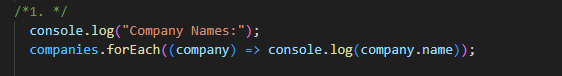 /*1. */
console.log("Company Names:");
companies.forEach((company) => console.log(company.name));